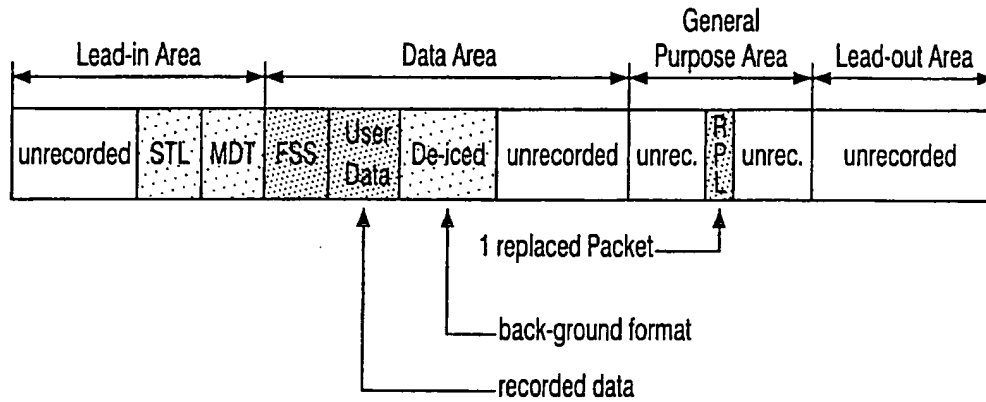 General
Lead-in Area Data Area Purpose Area Lead-out Area
unrecorded STL MDT FSS User Data De-iced unrecorded unrec. RPL unrec. unrecorded
1 replaced Packet
back-ground format
recorded data